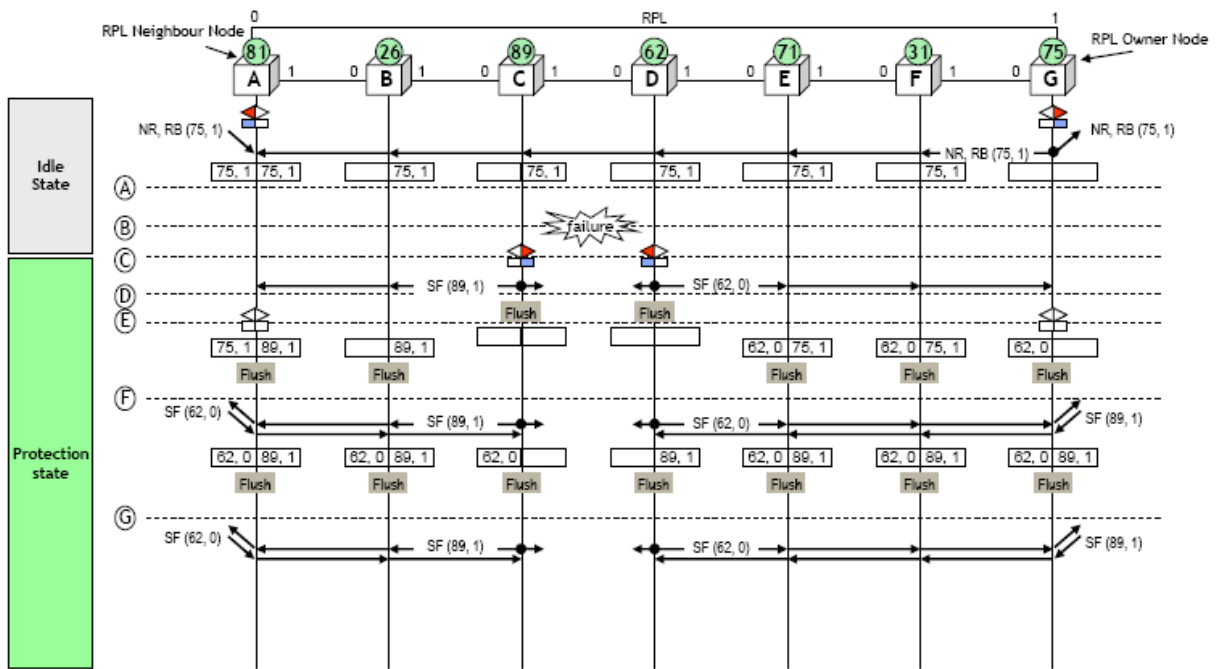 0 RPL 1
RPL Neighbour Node
RPL Owner Node
81 26 89 62 71 31 75
A 1 0 B 1 0 C 1 0 D 1 0 E 1 0 F 1 0 G
NR, RB (75, 1)
NR, RB (75, 1)
NR, RB (75, 1)
Idle
State
75, 1 75, 1 75, 1 75, 1 75, 1 75, 1 75, 1
A
B
failure
C
SF (89, 1) SF (62, 0)
D
Flush Flush
E
75, 1 89, 1 89, 1 62, 0 75, 1 62, 0 75, 1 62, 0
Flush Flush Flush Flush Flush
F
SF (62, 0) SF (89, 1) SF (62, 0) SF (89, 1)
Protection
state
62, 0 89, 1 62, 0 89, 1 62, 0 89, 1 62, 0 89, 1 62, 0 89, 1 62, 0 89, 1
Flush Flush Flush Flush Flush Flush Flush
G
SF (62, 0) SF (89, 1) SF (62, 0) SF (89, 1)